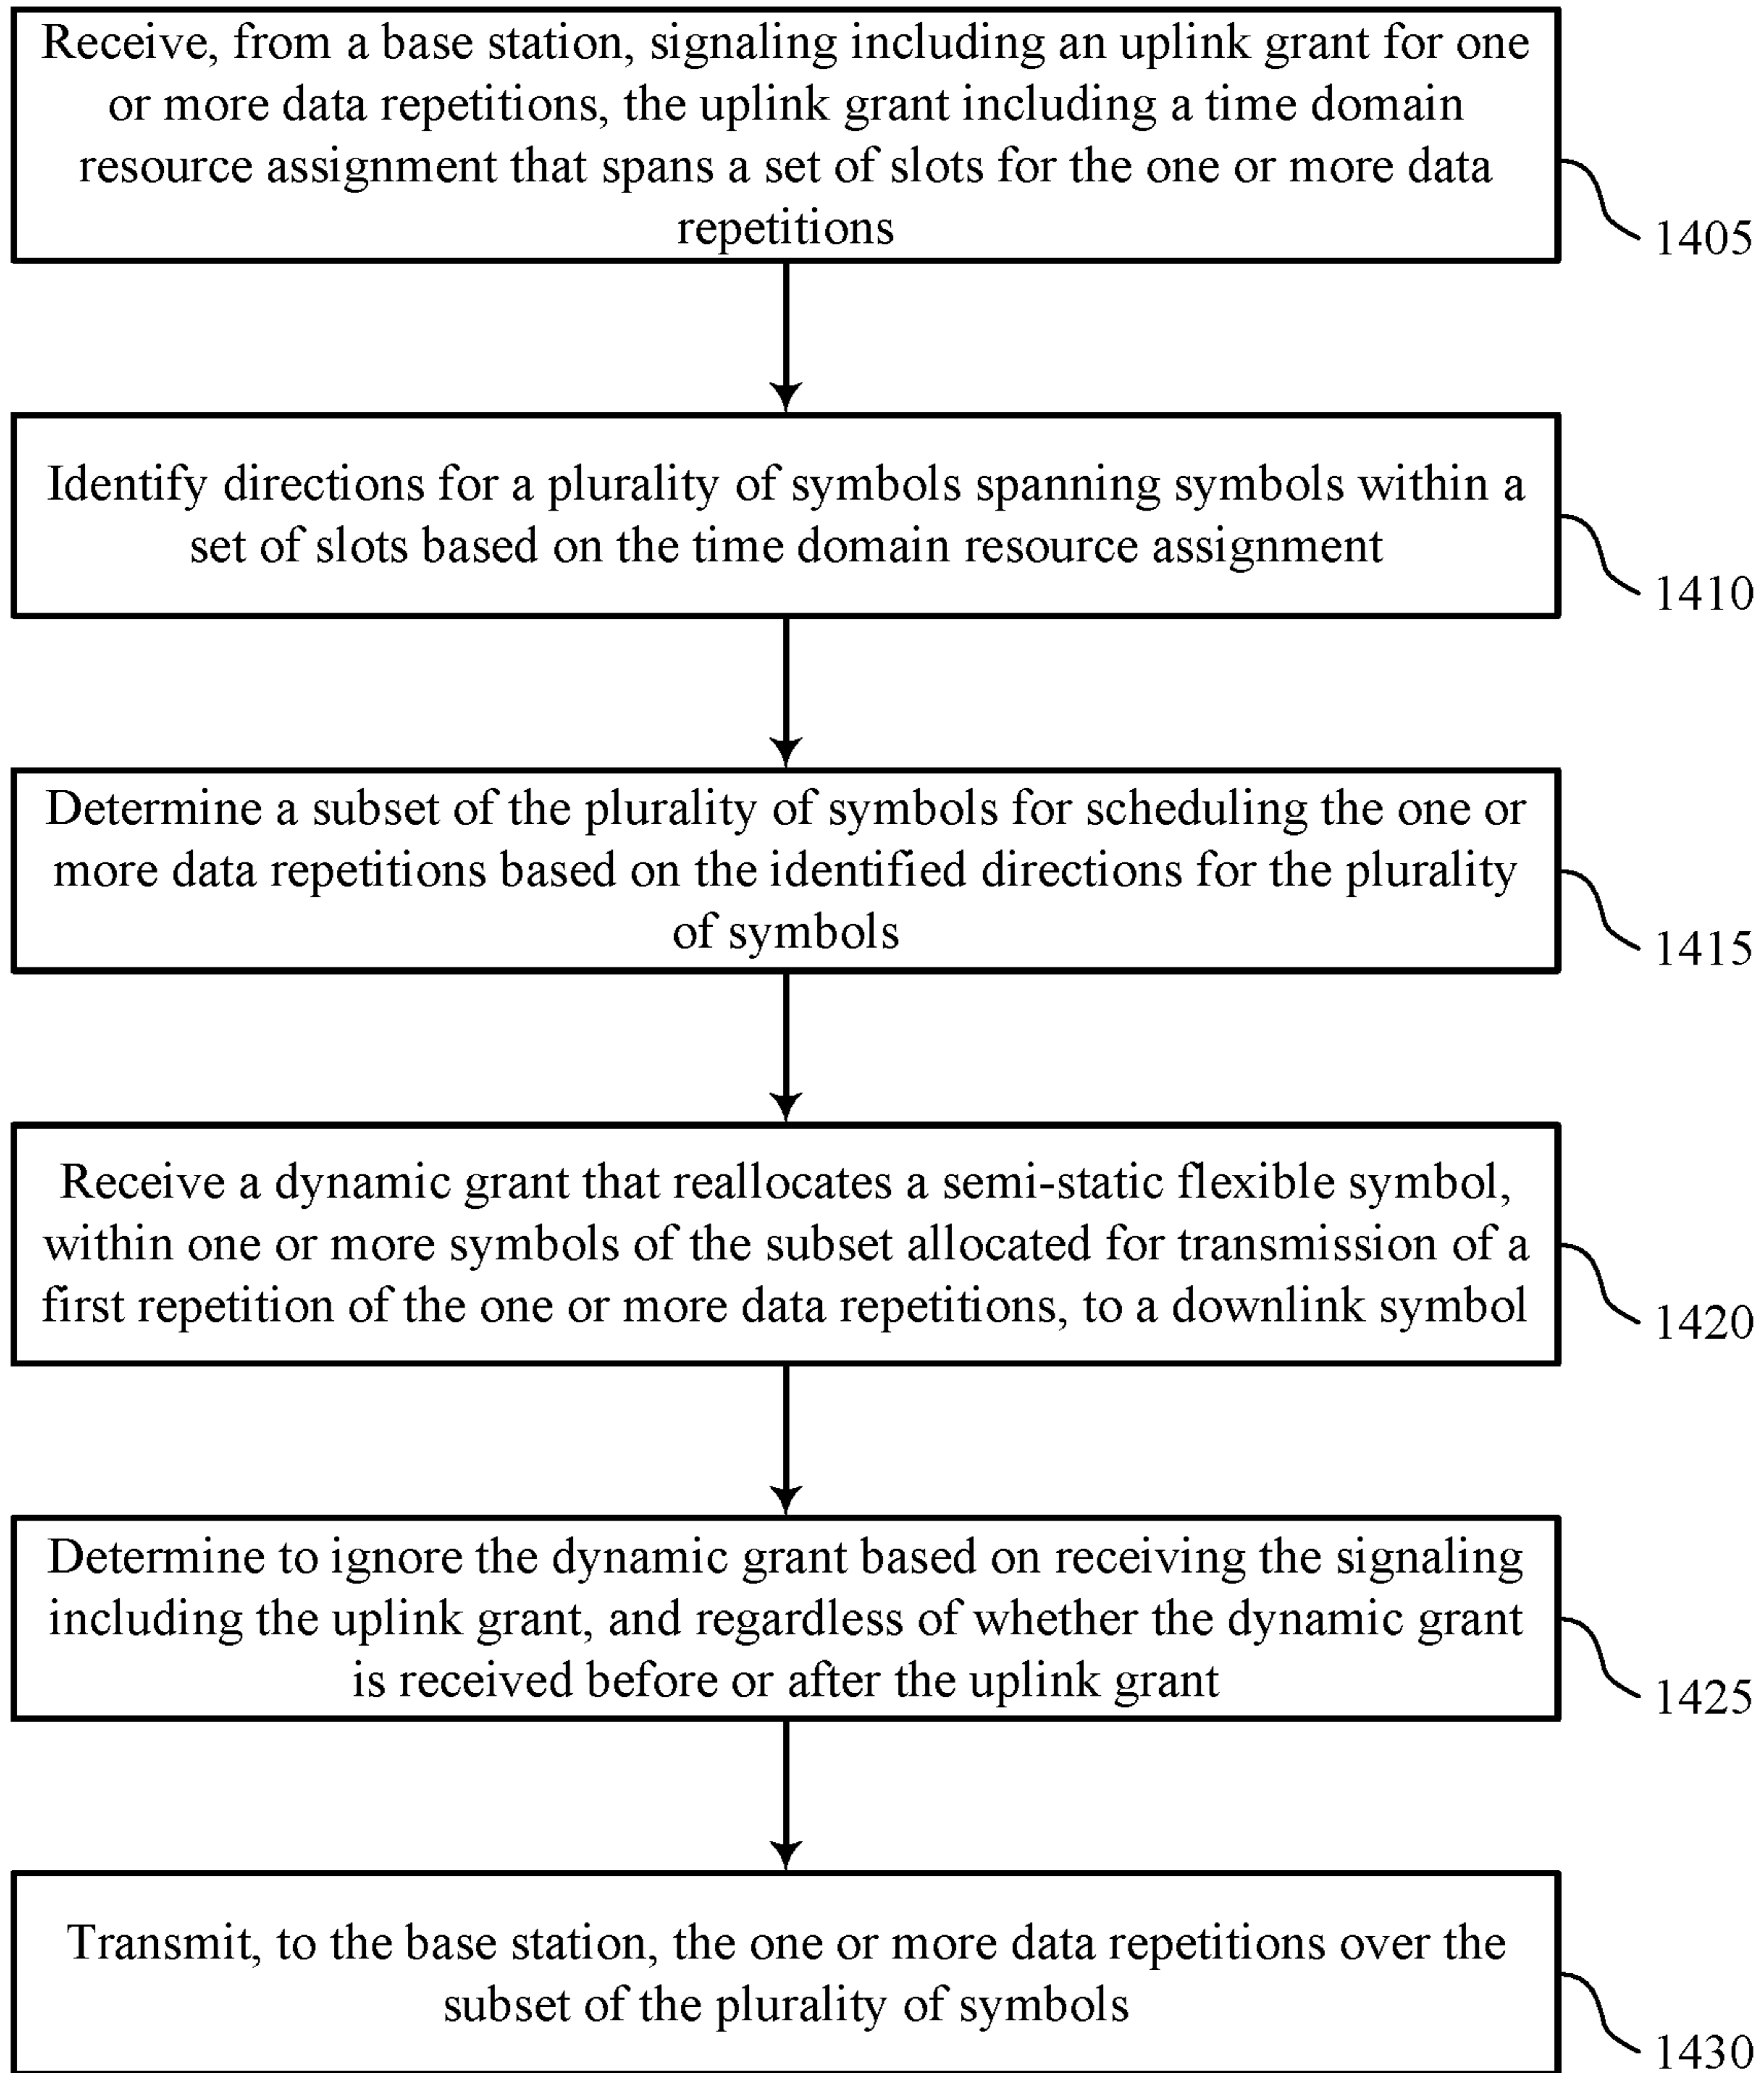 Receive, from a base station, signaling including an uplink grant for one
or more data repetitions, the uplink grant including a time domain
resource assignment that spans a set of slots for the one or more data
repetitions
1405
Identify directions for a plurality of symbols spanning symbols within a
set of slots based on the time domain resource assignment
1410
Determine a subset of the plurality of symbols for scheduling the one or
more data repetitions based on the identified directions for the plurality
of symbols
1415
Receive a dynamic grant that reallocates a semi-static flexible symbol,
within one or more symbols of the subset allocated for transmission of a
first repetition of the one or more data repetitions, to a downlink symbol
1420
Determine to ignore the dynamic grant based on receiving the signaling
including the uplink grant, and regardless of whether the dynamic grant
is received before or after the uplink grant
1425
Transmit, to the base station, the one or more data repetitions over the
subset of the plurality of symbols
1430